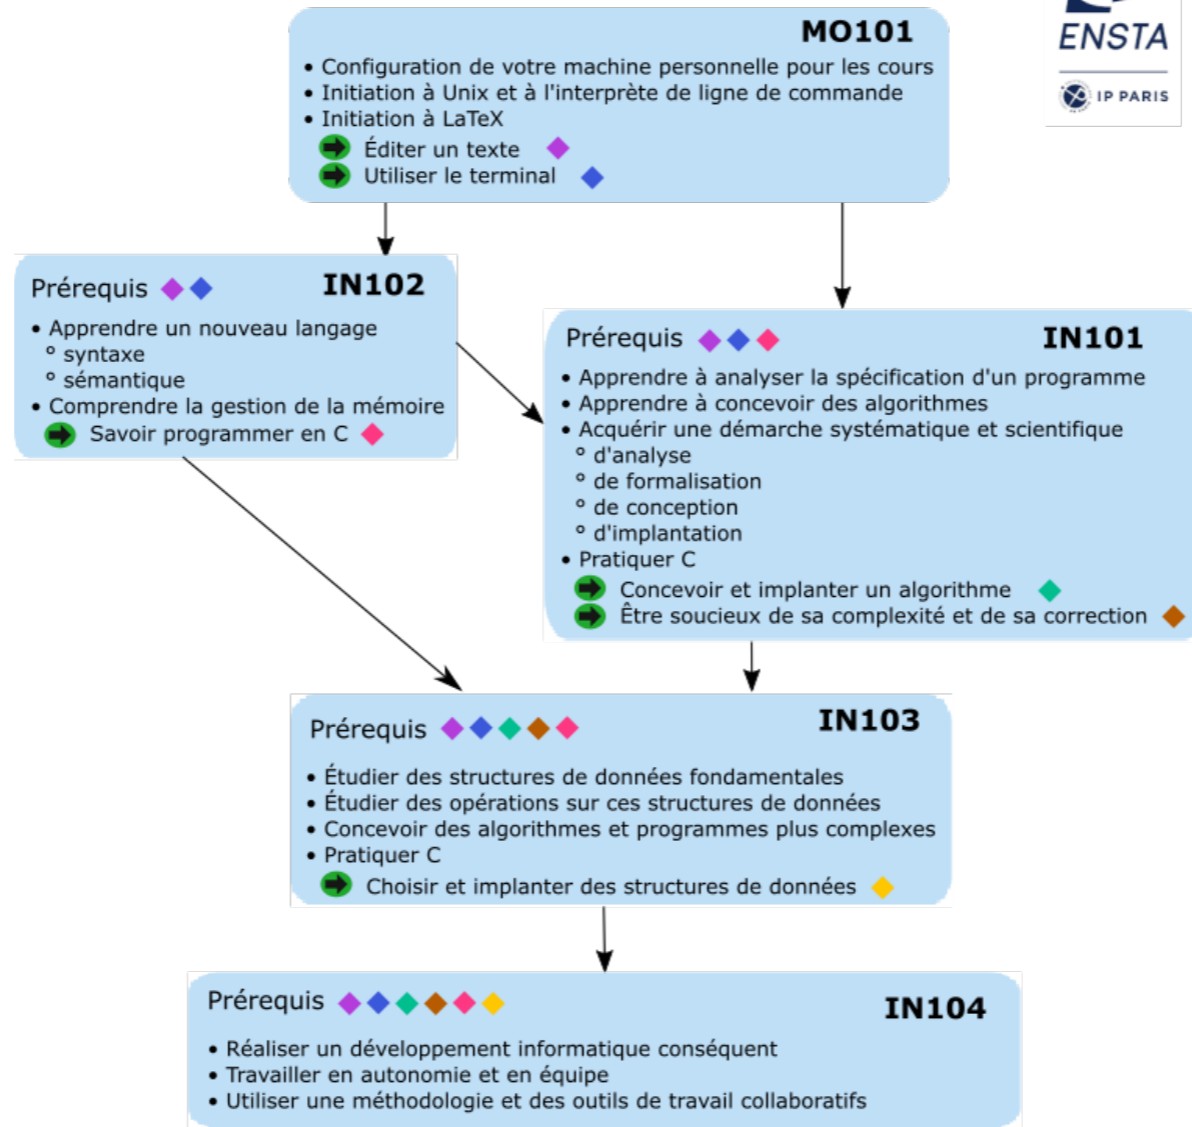 ENSTA
IP PARIS
MO101
• Configuration de votre machine personnelle pour les cours
• Initiation à Unix et à l'interprète de ligne de commande
• Initiation à LaTeX
Éditer un texte
Utiliser le terminal
Prérequis IN102
• Apprendre un nouveau langage
° syntaxe
° sémantique
• Comprendre la gestion de la mémoire
Savoir programmer en C
Prérequis IN101
• Apprendre à analyser la spécification d'un programme
• Apprendre à concevoir des algorithmes
• Acquérir une démarche systématique et scientifique
° d'analyse
° de formalisation
° de conception
° d'implantation
• Pratiquer C
Concevoir et implanter un algorithme
Être soucieux de sa complexité et de sa correction
Prérequis IN103
• Étudier des structures de données fondamentales
• Étudier des opérations sur ces structures de données
• Concevoir des algorithmes et programmes plus complexes
• Pratiquer C
Choisir et implanter des structures de données
Prérequis IN104
• Réaliser un développement informatique conséquent
• Travailler en autonomie et en équipe
• Utiliser une méthodologie et des outils de travail collaboratifs